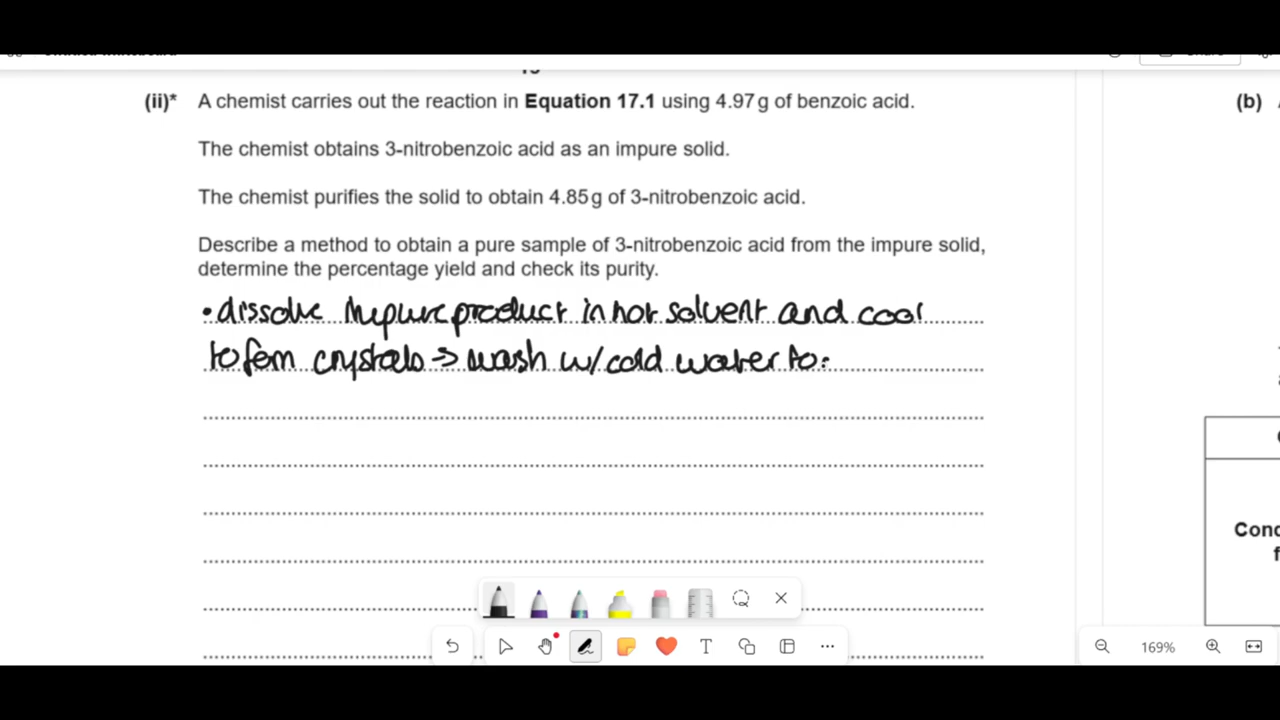 (ii)* A chemist carries out the reaction in Equation 17.1 using 4.97 g of benzoic acid.
(b)
The chemist obtains 3-nitrobenzoic acid as an impure solid.
The chemist purifies the solid to obtain 4.85 g of 3-nitrobenzoic acid.
Describe a method to obtain a pure sample of 3-nitrobenzoic acid from the impure solid,
determine the percentage yield and check its purity.
• dissolve impure product in hot solvent and cool
to form crystals → wash w/ cold water to
Cond
f
169%